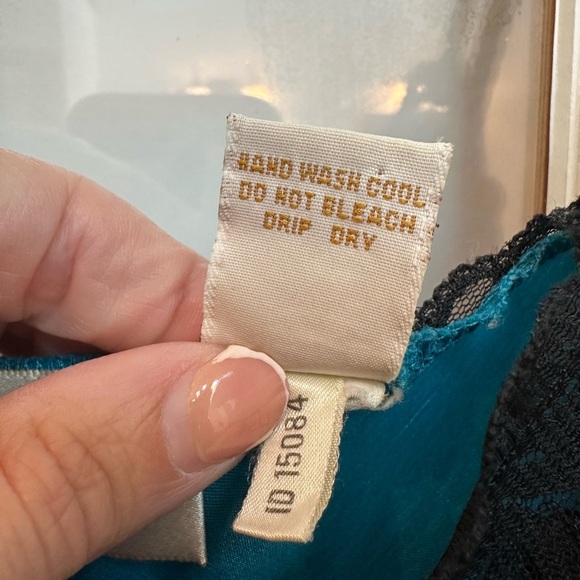 HAND WASH COOL
DO NOT BLEACH
DRIP DRY
ID 15084